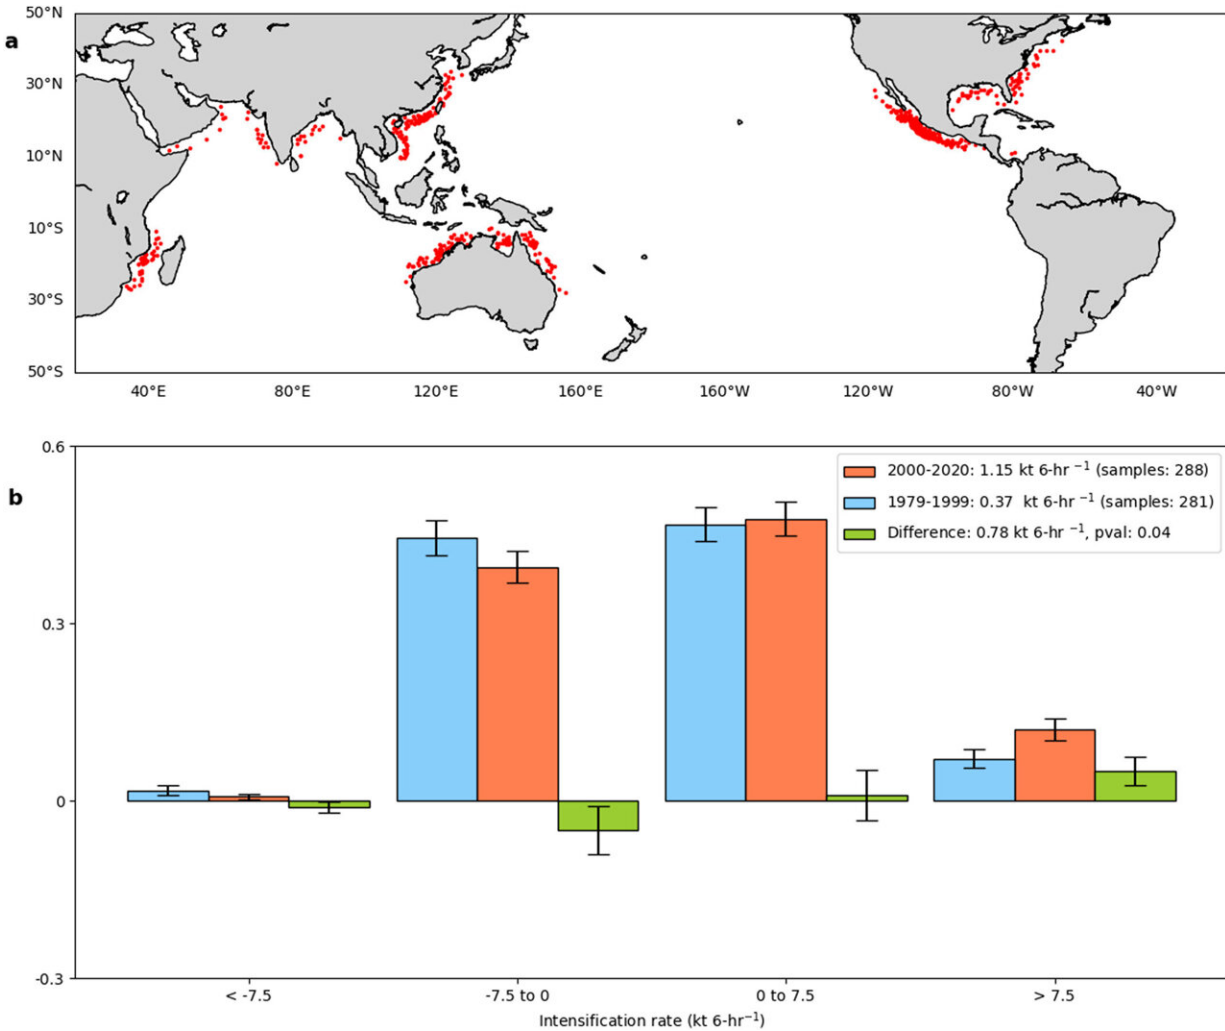 50°N
a
30°N
10°N
10°S
30°S
50°S
40°E 80°E 120°E 160°E 160°W 120°W 80°W 40°W
0.6
b
2000-2020: 1.15 kt 6-hr ⁻¹ (samples: 288)
1979-1999: 0.37 kt 6-hr ⁻¹ (samples: 281)
Difference: 0.78 kt 6-hr ⁻¹, pval: 0.04
0.3
0
-0.3
< -7.5 -7.5 to 0 0 to 7.5 > 7.5
Intensification rate (kt 6-hr⁻¹)